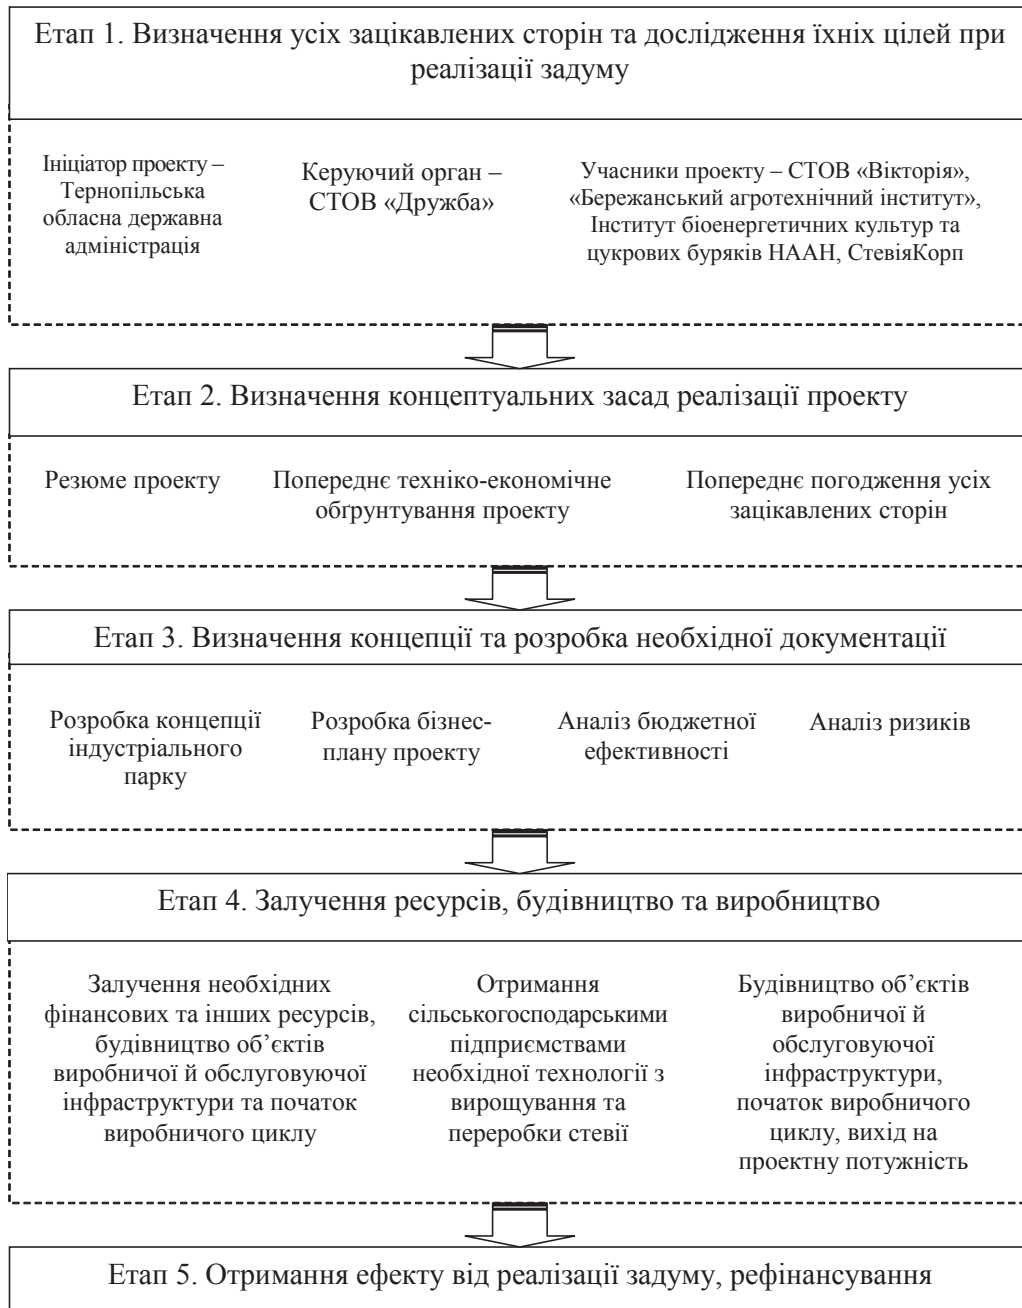 Етап 1. Визначення усіх зацікавлених сторін та дослідження їхніх цілей при
реалізації задуму
Ініціатор проекту –
Тернопільська
обласна державна
адміністрація
Керуючий орган –
СТОВ «Дружба»
Учасники проекту – СТОВ «Вікторія»,
«Бережанський агротехнічний інститут»,
Інститут біоенергетичних культур та
цукрових буряків НААН, СтевіяКорп
Етап 2. Визначення концептуальних засад реалізації проекту
Резюме проекту
Попереднє техніко-економічне
обґрунтування проекту
Попереднє погодження усіх
зацікавлених сторін
Етап 3. Визначення концепції та розробка необхідної документації
Розробка концепції
індустріального
парку
Розробка бізнес-
плану проекту
Аналіз бюджетної
ефективності
Аналіз ризиків
Етап 4. Залучення ресурсів, будівництво та виробництво
Залучення необхідних
фінансових та інших ресурсів,
будівництво об’єктів
виробничої й обслуговуючої
інфраструктури та початок
виробничого циклу
Отримання
сільськогосподарськими
підприємствами
необхідної технології з
вирощування та
переробки стевії
Будівництво об’єктів
виробничої й
обслуговуючої
інфраструктури,
початок виробничого
циклу, вихід на
проектну потужність
Етап 5. Отримання ефекту від реалізації задуму, рефінансування